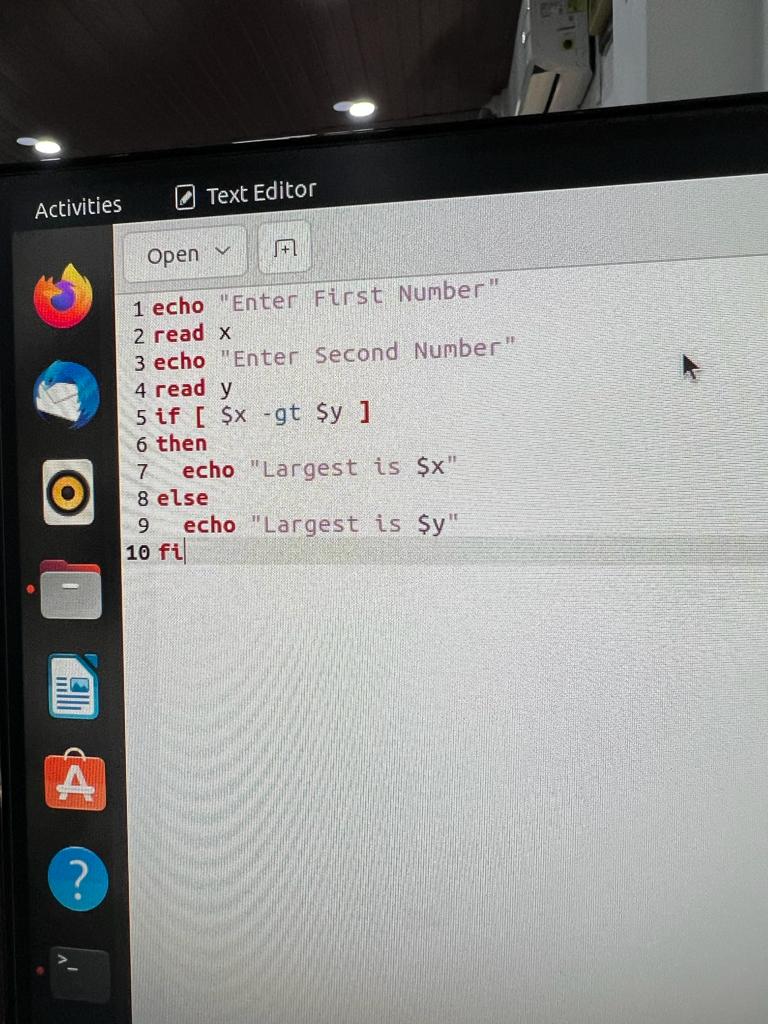 Activities
Text Editor
Open
1 echo "Enter First Number"
2 read x
3 echo "Enter Second Number"
4 read y
5 if [ $x -gt $y ]
6 then
7   echo "Largest is $x"
8 else
9   echo "Largest is $y"
10 fi
A
?
>_